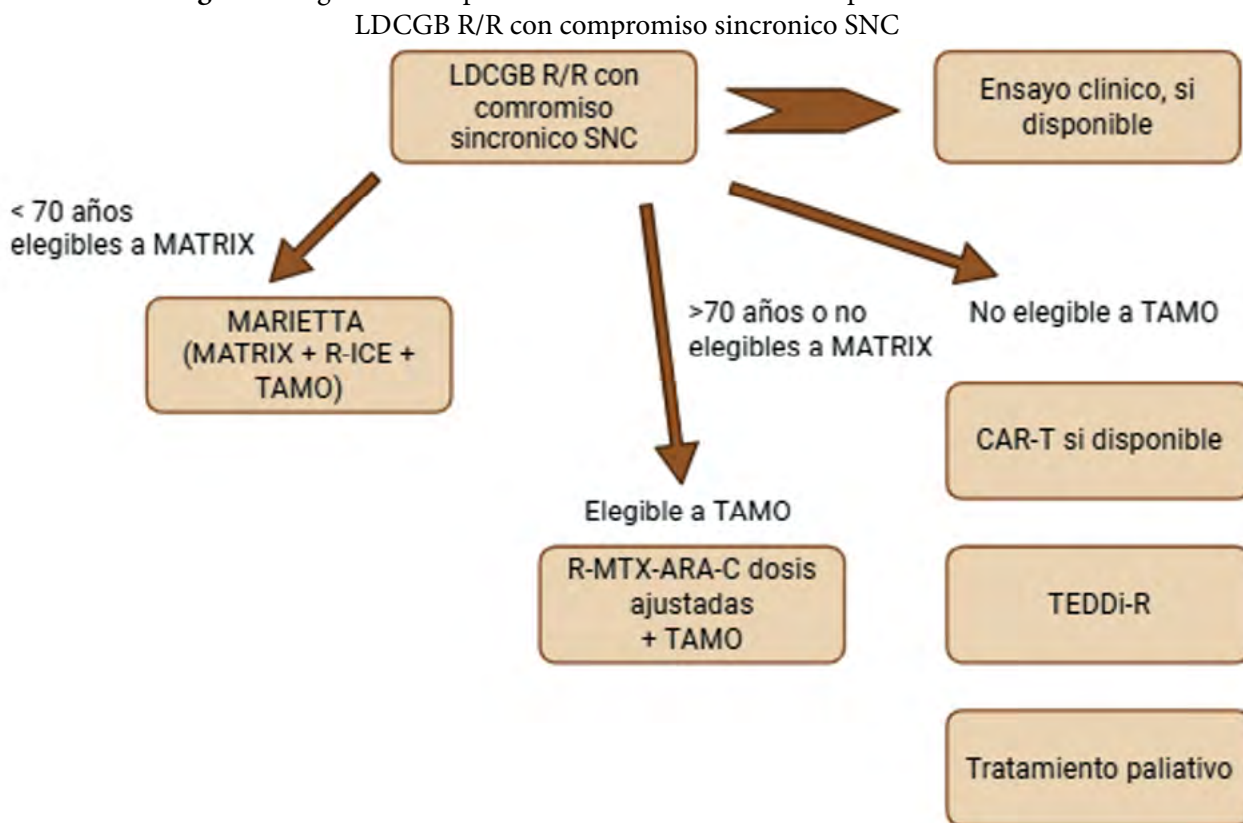 LDCGB R/R con compromiso sincronico SNC
LDCGB R/R con
comromiso
sincronico SNC
Ensayo clinico, si
disponible
< 70 años
elegibles a MATRIX
MARIETTA
(MATRIX + R-ICE +
TAMO)
>70 años o no
elegibles a MATRIX
No elegible a TAMO
CAR-T si disponible
Elegible a TAMO
R-MTX-ARA-C dosis
ajustadas
+ TAMO
TEDDi-R
Tratamiento paliativo